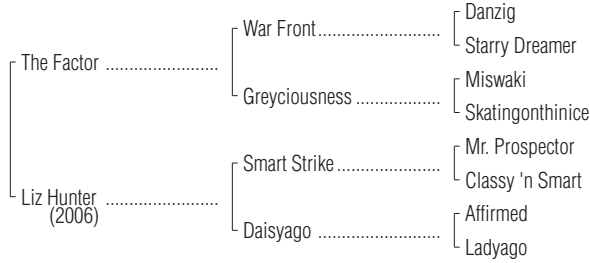 Danzig
War Front
Starry Dreamer
The Factor
Miswaki
Greyciousness
Skatingonthinice
Mr. Prospector
Smart Strike
Classy 'n Smart
Liz Hunter
(2006)
Affirmed
Daisyago
Ladyago